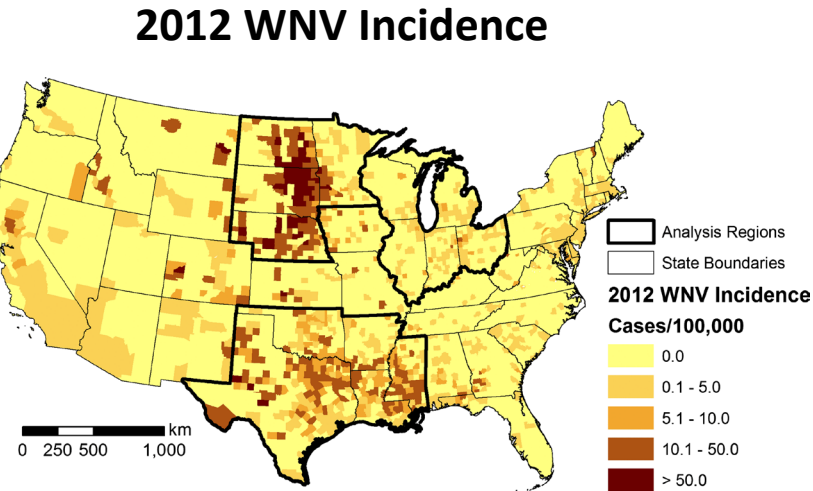 2012 WNV Incidence
Analysis Regions
State Boundaries
2012 WNV Incidence
Cases/100,000
0.0
0.1 - 5.0
5.1 - 10.0
10.1 - 50.0
> 50.0
km
0 250 500 1,000